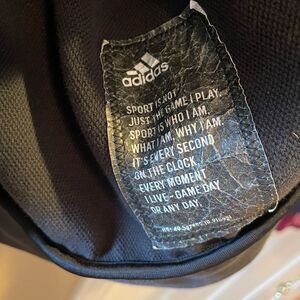 adidas
SPORT IS NOT
JUST THE GAME I PLAY.
SPORT IS WHO I AM.
WHAT I AM. WHY I AM.
IT'S EVERY SECOND
ON THE CLOCK
EVERY MOMENT
I LIVE - GAME DAY
OR ANY DAY.